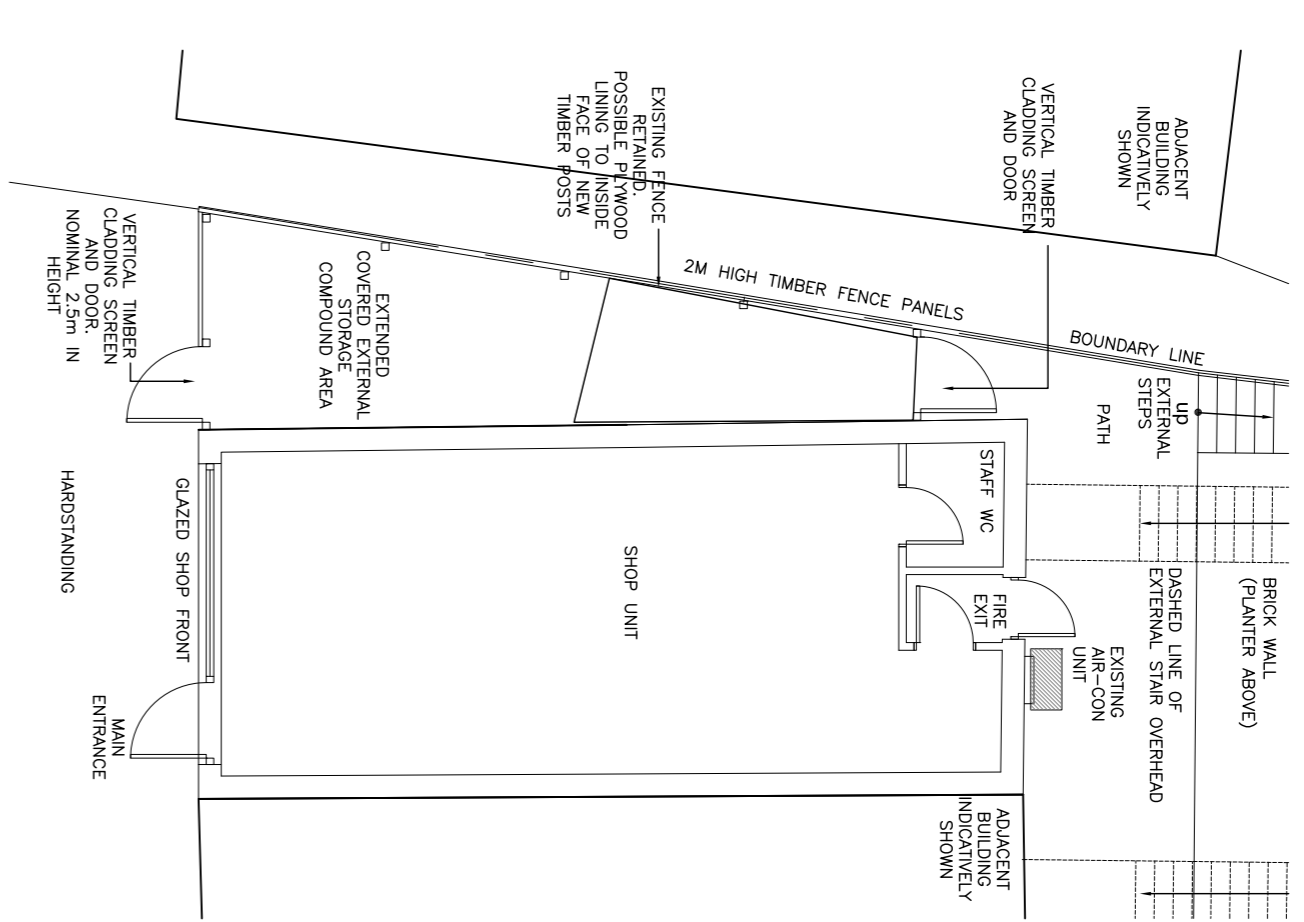 ADJACENT
BUILDING
INDICATIVELY
SHOWN
VERTICAL TIMBER
CLADDING SCREEN
AND DOOR
EXISTING FENCE
RETAINED.
POSSIBLE PLYWOOD
LINING TO INSIDE
FACE OF NEW
TIMBER POSTS
2M HIGH TIMBER FENCE PANELS
BOUNDARY LINE
VERTICAL TIMBER
CLADDING SCREEN
AND DOOR.
NOMINAL 2.5m IN
HEIGHT
EXTENDED
COVERED EXTERNAL
STORAGE
COMPOUND AREA
up
EXTERNAL
STEPS
PATH
HARDSTANDING
GLAZED SHOP FRONT
SHOP UNIT
STAFF WC
FIRE
EXIT
BRICK WALL
(PLANTER ABOVE)
DASHED LINE OF
EXTERNAL STAIR OVERHEAD
EXISTING
AIR-CON
UNIT
MAIN
ENTRANCE
ADJACENT
BUILDING
INDICATIVELY
SHOWN